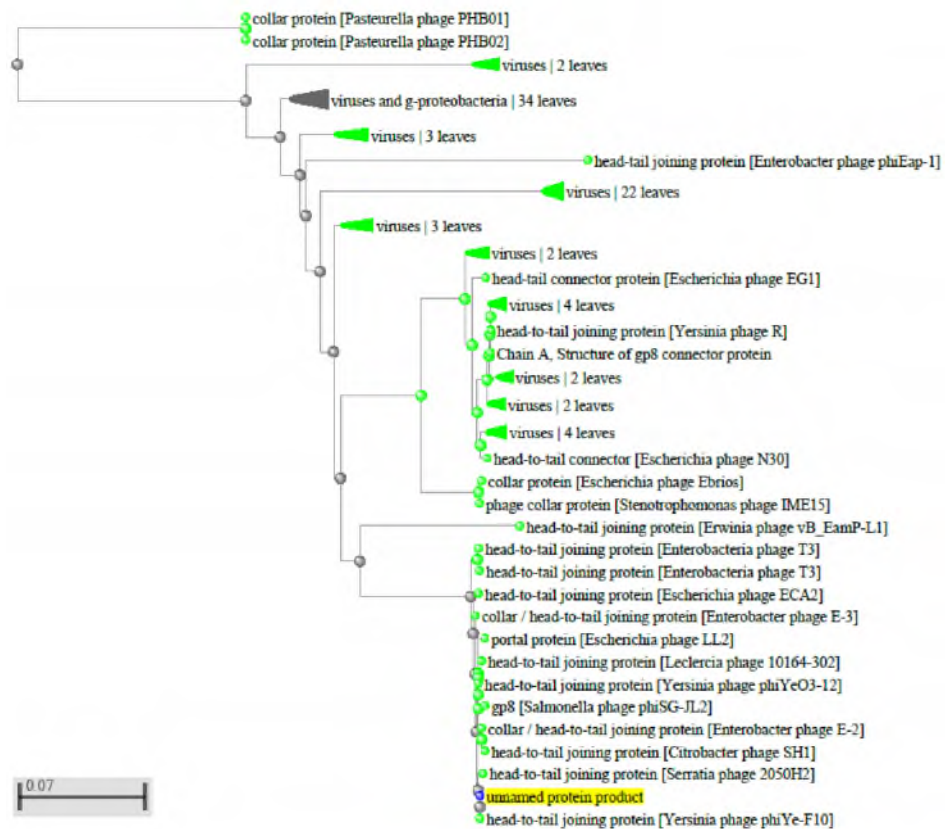 collar protein [Pasteurella phage PHB01]
collar protein [Pasteurella phage PHB02]
viruses | 2 leaves
viruses and g-proteobacteria | 34 leaves
viruses | 3 leaves
head-tail joining protein [Enterobacter phage phiEap-1]
viruses | 22 leaves
viruses | 3 leaves
viruses | 2 leaves
head-tail connector protein [Escherichia phage EG1]
viruses | 4 leaves
head-to-tail joining protein [Yersinia phage R]
Chain A, Structure of gp8 connector protein
viruses | 2 leaves
viruses | 2 leaves
viruses | 4 leaves
head-to-tail connector [Escherichia phage N30]
collar protein [Escherichia phage Ebrios]
phage collar protein [Stenotrophomonas phage IME15]
head-to-tail joining protein [Erwinia phage vB_EamP-L1]
head-to-tail joining protein [Enterobacteria phage T3]
head-to-tail joining protein [Enterobacteria phage T3]
head-to-tail joining protein [Escherichia phage ECA2]
collar / head-to-tail joining protein [Enterobacter phage E-3]
portal protein [Escherichia phage LL2]
head-to-tail joining protein [Leclercia phage 10164-302]
head-to-tail joining protein [Yersinia phage phiYeO3-12]
gp8 [Salmonella phage phiSG-JL2]
collar / head-to-tail joining protein [Enterobacter phage E-2]
head-to-tail joining protein [Citrobacter phage SH1]
head-to-tail joining protein [Serratia phage 2050H2]
0.07
unnamed protein product
head-to-tail joining protein [Yersinia phage phiYe-F10]